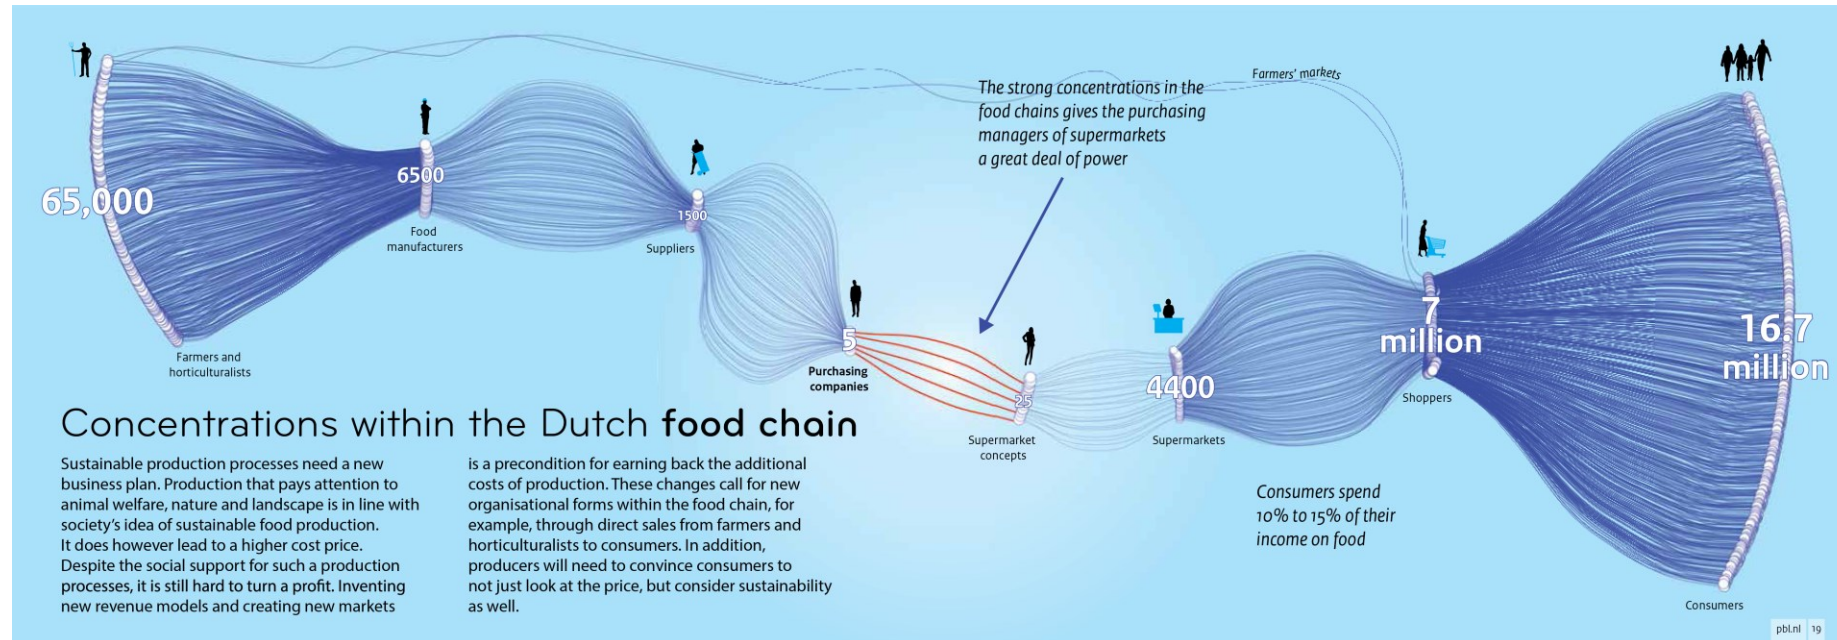 Farmers' markets
The strong concentrations in the
food chains gives the purchasing
managers of supermarkets
a great deal of power
65,000
Farmers and
horticulturalists
6500
Food
manufacturers
1500
Suppliers
5
Purchasing
companies
25
Supermarket
concepts
4400
Supermarkets
7
million
Shoppers
16.7
million
Consumers
Concentrations within the Dutch food chain
Sustainable production processes need a new
business plan. Production that pays attention to
animal welfare, nature and landscape is in line with
society's idea of sustainable food production.
It does however lead to a higher cost price.
Despite the social support for such a production
processes, it is still hard to turn a profit. Inventing
new revenue models and creating new markets
is a precondition for earning back the additional
costs of production. These changes call for new
organisational forms within the food chain, for
example, through direct sales from farmers and
horticulturalists to consumers. In addition,
producers will need to convince consumers to
not just look at the price, but consider sustainability
as well.
Consumers spend
10% to 15% of their
income on food
pbl.nl 19